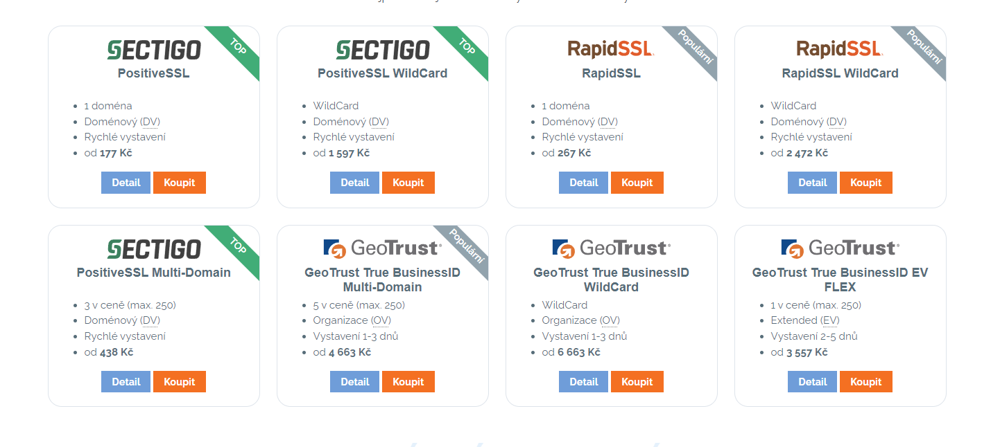 SECTIGO
TOP
PositiveSSL
1 doména
Doménový (DV)
Rychlé vystavení
od 177 Kč
Detail
Koupit
SECTIGO
TOP
PositiveSSL WildCard
WildCard
Doménový (DV)
Rychlé vystavení
od 1 597 Kč
Detail
Koupit
RapidSSL
Populární
RapidSSL
1 doména
Doménový (DV)
Rychlé vystavení
od 267 Kč
Detail
Koupit
RapidSSL
Populární
RapidSSL WildCard
WildCard
Doménový (DV)
Rychlé vystavení
od 2 472 Kč
Detail
Koupit
SECTIGO
TOP
PositiveSSL Multi-Domain
3 v ceně (max. 250)
Doménový (DV)
Rychlé vystavení
od 438 Kč
Detail
Koupit
GeoTrust
Populární
GeoTrust True BusinessID
Multi-Domain
5 v ceně (max. 250)
Organizace (OV)
Vystavení 1-3 dnů
od 4 663 Kč
Detail
Koupit
GeoTrust
GeoTrust True BusinessID
WildCard
WildCard
Organizace (OV)
Vystavení 1-3 dnů
od 6 663 Kč
Detail
Koupit
GeoTrust
GeoTrust True BusinessID EV
FLEX
1 v ceně (max. 250)
Extended (EV)
Vystavení 2-5 dnů
od 3 557 Kč
Detail
Koupit